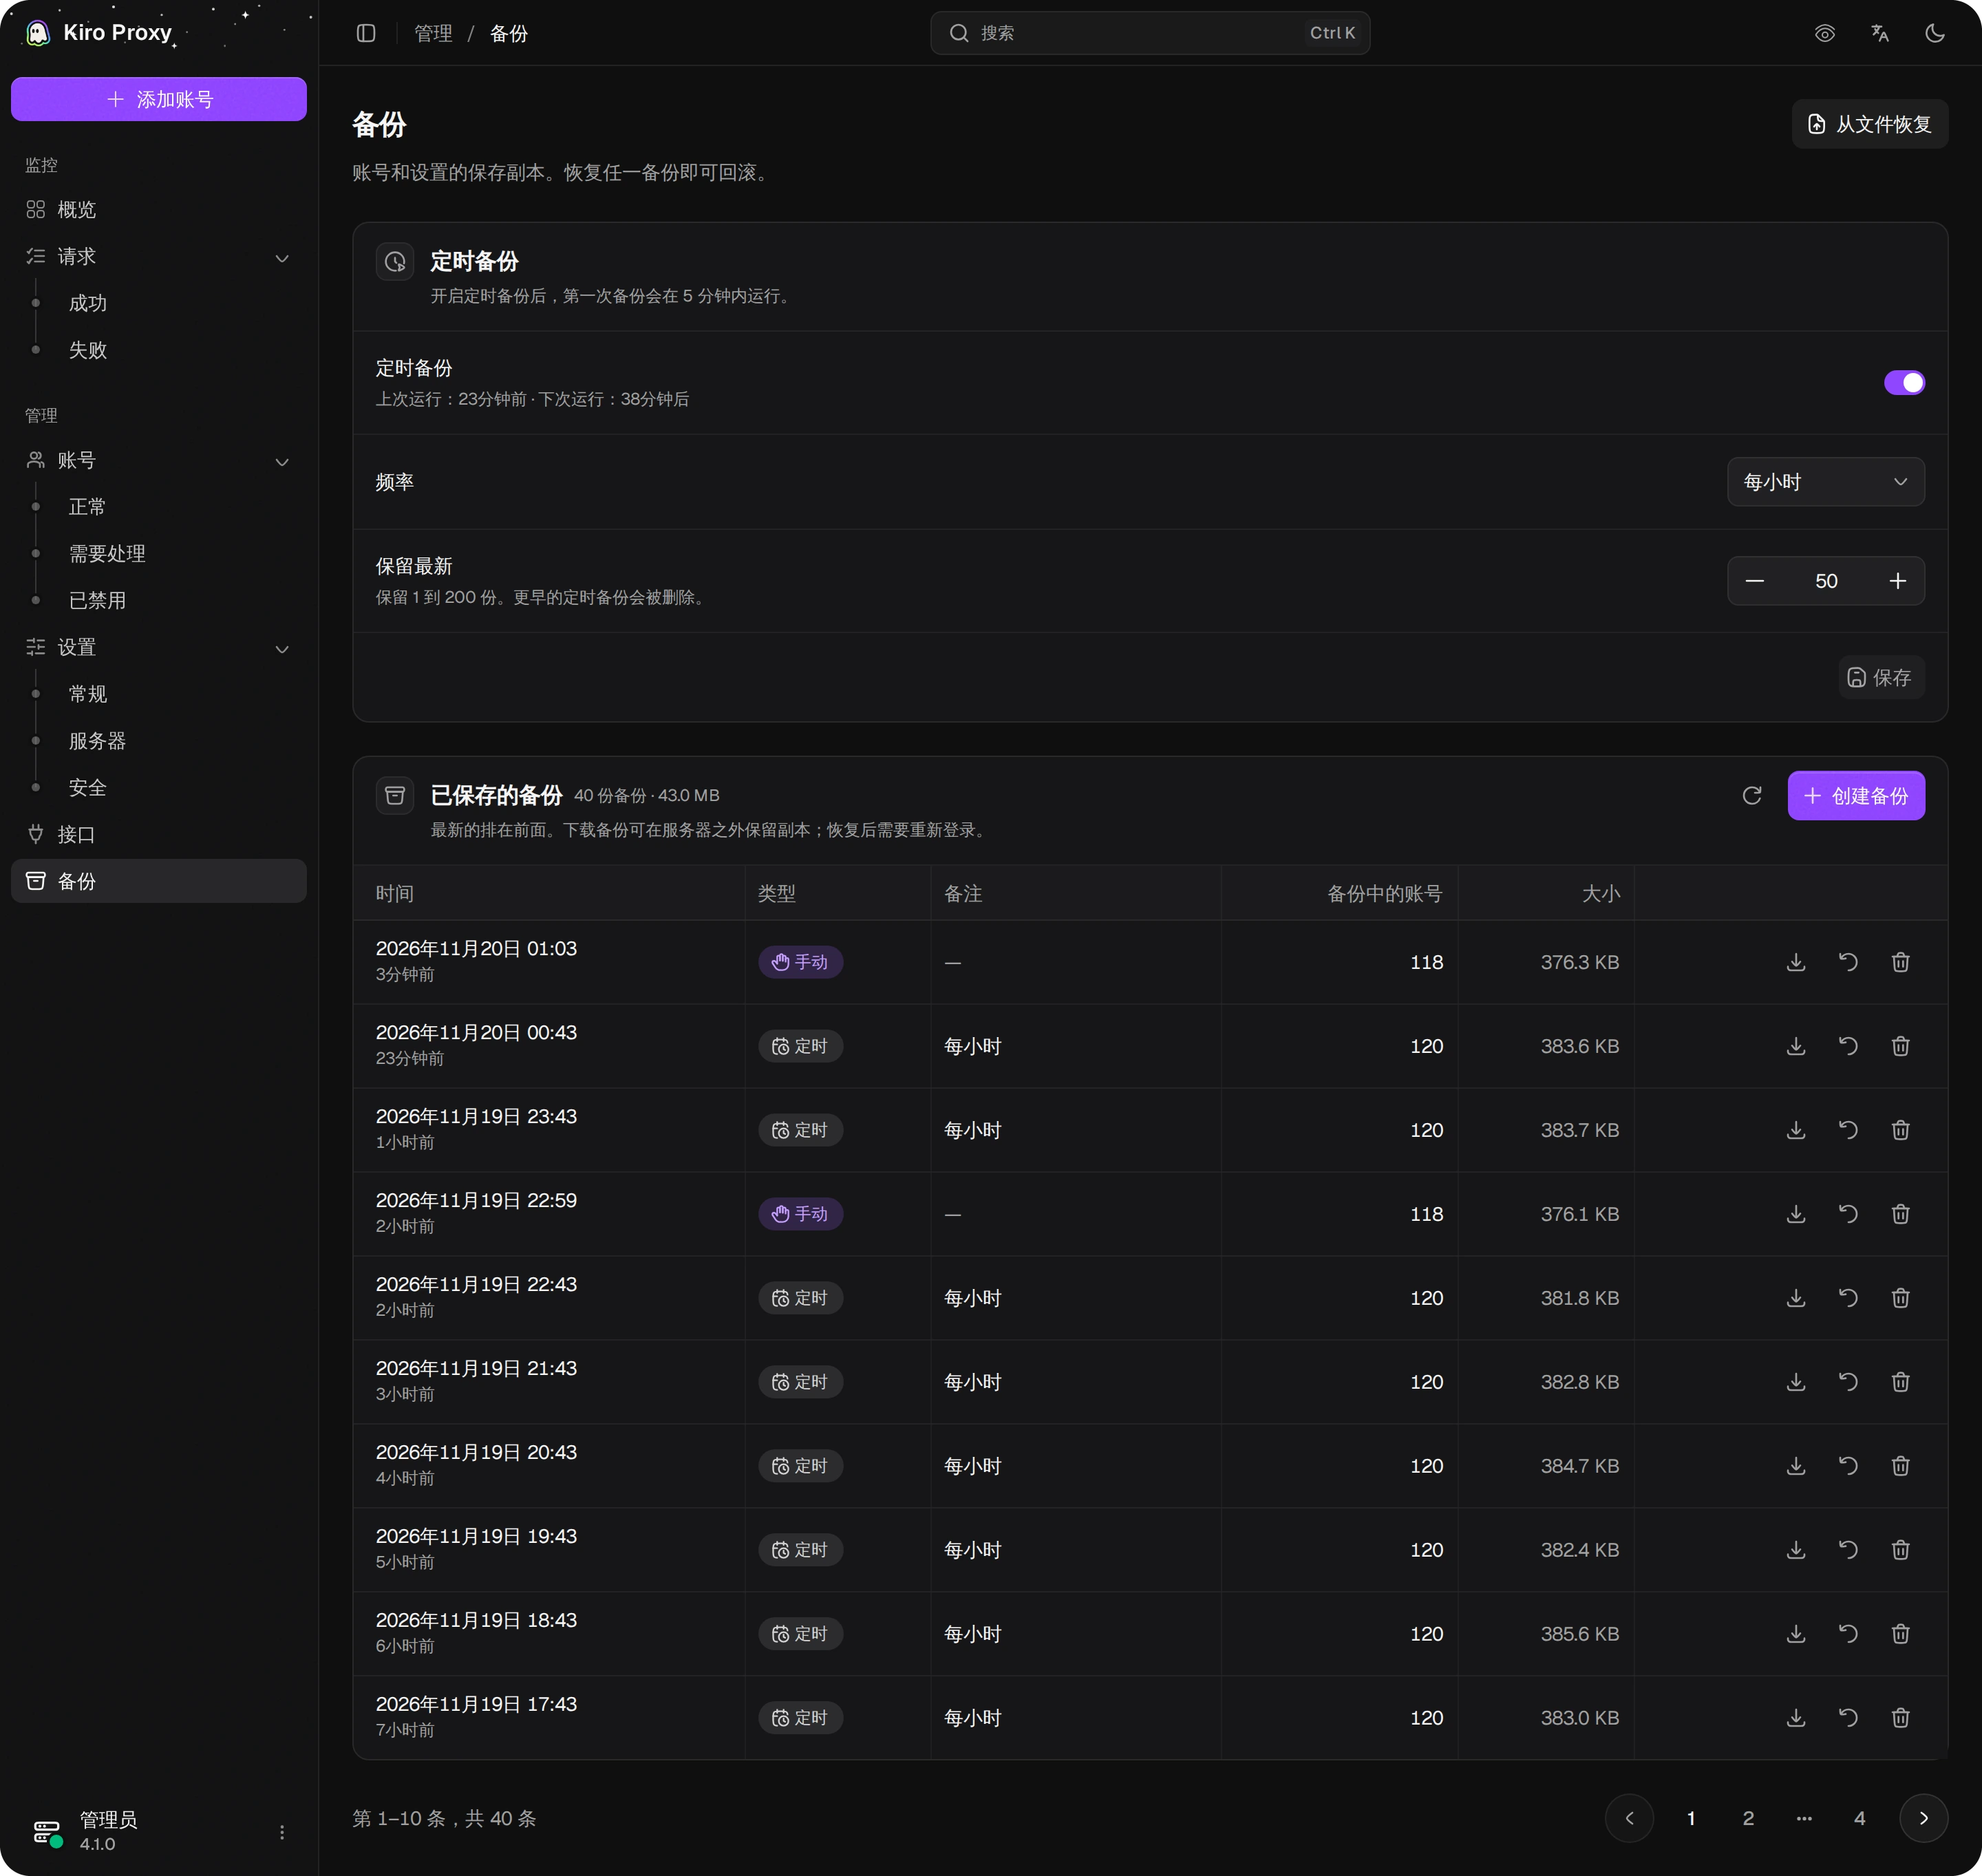 Kiro Proxy
管理 / 备份
搜索
Ctrl K
添加账号
监控
概览
请求
成功
失败
管理
账号
正常
需要处理
已禁用
设置
常规
服务器
安全
接口
备份
管理员
4.1.0
备份
从文件恢复
账号和设置的保存副本。恢复任一备份即可回滚。
定时备份
开启定时备份后，第一次备份会在 5 分钟内运行。
定时备份
上次运行：23分钟前 · 下次运行：38分钟后
频率
每小时
保留最新
保留 1 到 200 份。更早的定时备份会被删除。
50
保存
已保存的备份 40 份备份 · 43.0 MB
创建备份
最新的排在前面。下载备份可在服务器之外保留副本；恢复后需要重新登录。
时间 类型 备注 备份中的账号 大小
2026年11月20日 01:03
3分钟前
手动 — 118 376.3 KB
2026年11月20日 00:43
23分钟前
定时 每小时 120 383.6 KB
2026年11月19日 23:43
1小时前
定时 每小时 120 383.7 KB
2026年11月19日 22:59
2小时前
手动 — 118 376.1 KB
2026年11月19日 22:43
2小时前
定时 每小时 120 381.8 KB
2026年11月19日 21:43
3小时前
定时 每小时 120 382.8 KB
2026年11月19日 20:43
4小时前
定时 每小时 120 384.7 KB
2026年11月19日 19:43
5小时前
定时 每小时 120 382.4 KB
2026年11月19日 18:43
6小时前
定时 每小时 120 385.6 KB
2026年11月19日 17:43
7小时前
定时 每小时 120 383.0 KB
第 1–10 条，共 40 条
1 2 ••• 4